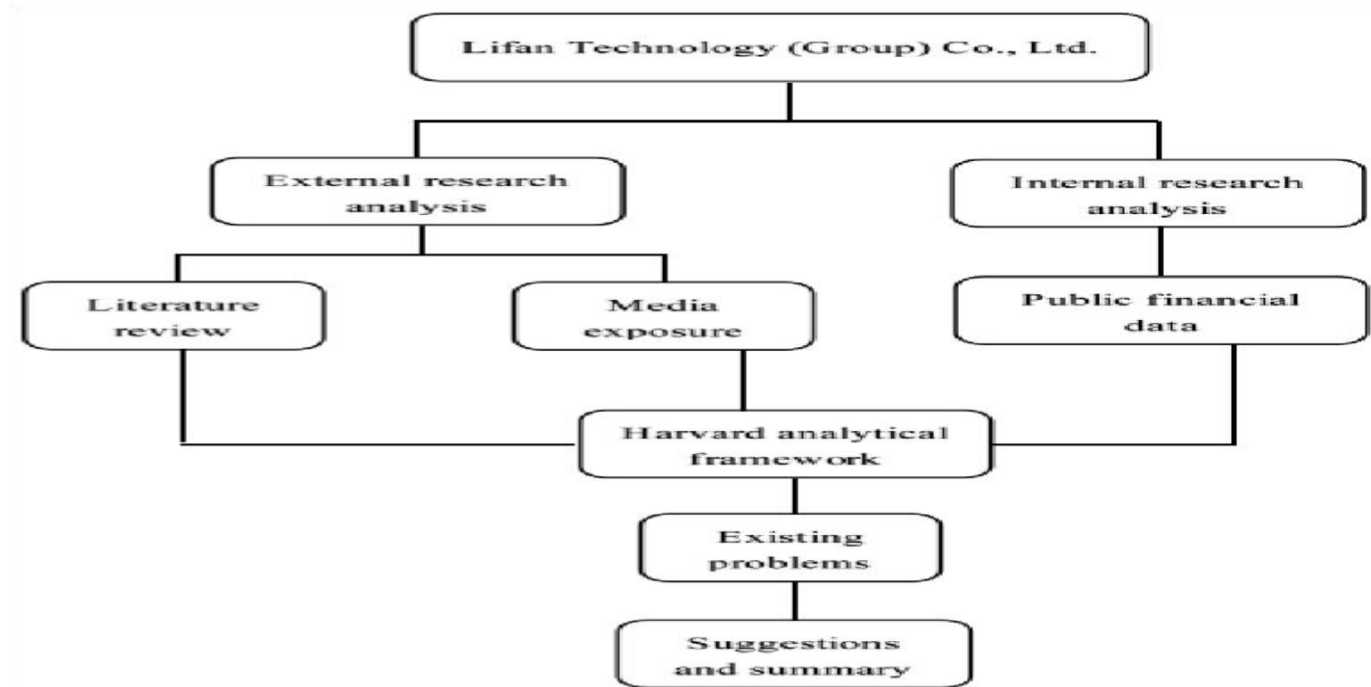 Lifan Technology (Group) Co., Ltd.
External research
analysis
Internal research
analysis
Literature
review
Media
exposure
Public financial
data
Harvard analytical
framework
Existing
problems
Suggestions
and summary